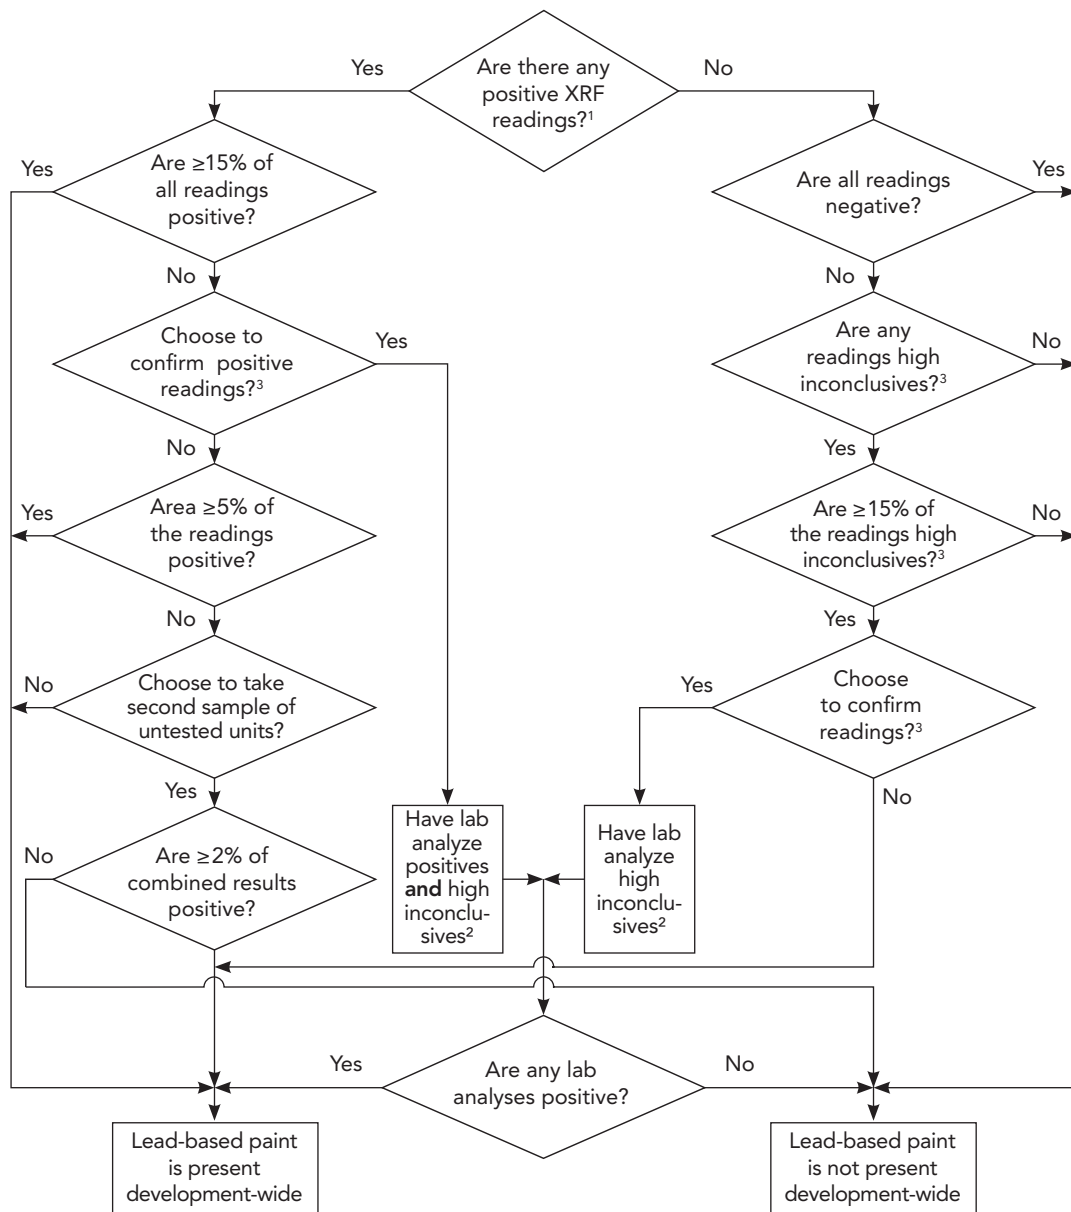 Are there any
positive XRF
readings?¹
Yes
No
Are ≥15% of
all readings
positive?
Yes
No
Are all readings
negative?
Yes
No
Choose to
confirm positive
readings?³
Yes
No
Are any
readings high
inconclusives?³
No
Yes
Area ≥5% of
the readings
positive?
Yes
No
Are ≥15% of
the readings high
inconclusives?³
No
Yes
Choose to take
second sample of
untested units?
No
Yes
Choose
to confirm
readings?³
Yes
No
Are ≥2% of
combined results
positive?
No
Have lab
analyze
positives
and high
inconclu-
sives²
Have lab
analyze
high
inconclu-
sives²
Are any lab
analyses positive?
Yes
No
Lead-based paint
is present
development-wide
Lead-based paint
is not present
development-wide